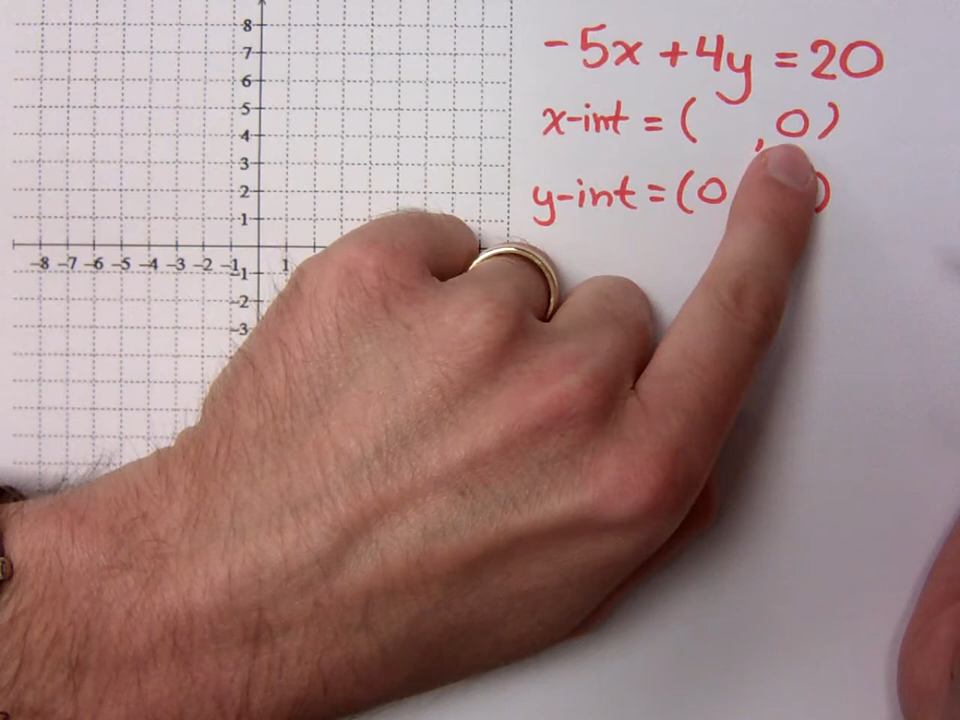 -5x +4y = 20
x-int = ( , 0)
y-int = (0 )
8
7
6
5
4
3
2
1
-8 -7 -6 -5 -4 -3 -2 -1 1
-1
-2
-3